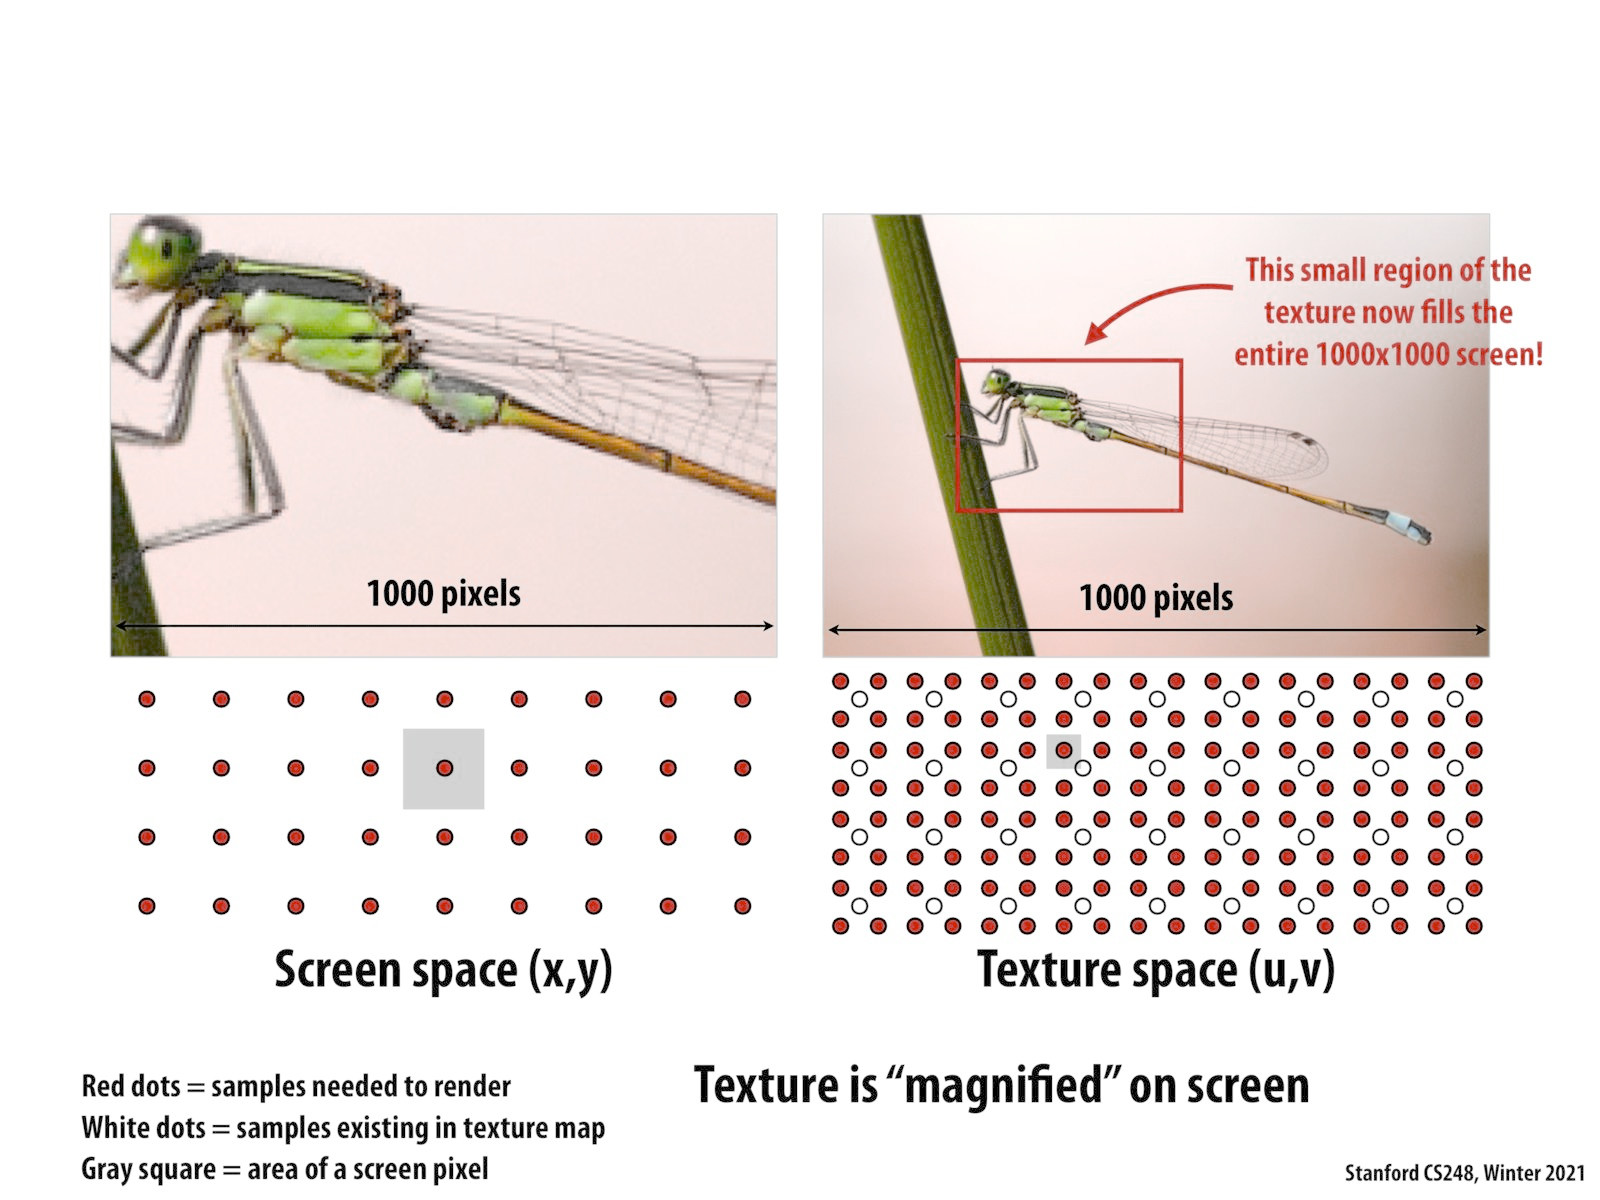 This small region of the
texture now fills the
entire 1000x1000 screen!
1000 pixels
1000 pixels
Screen space (x,y)
Texture space (u,v)
Red dots = samples needed to render
White dots = samples existing in texture map
Gray square = area of a screen pixel
Texture is “magnified” on screen
Stanford CS248, Winter 2021